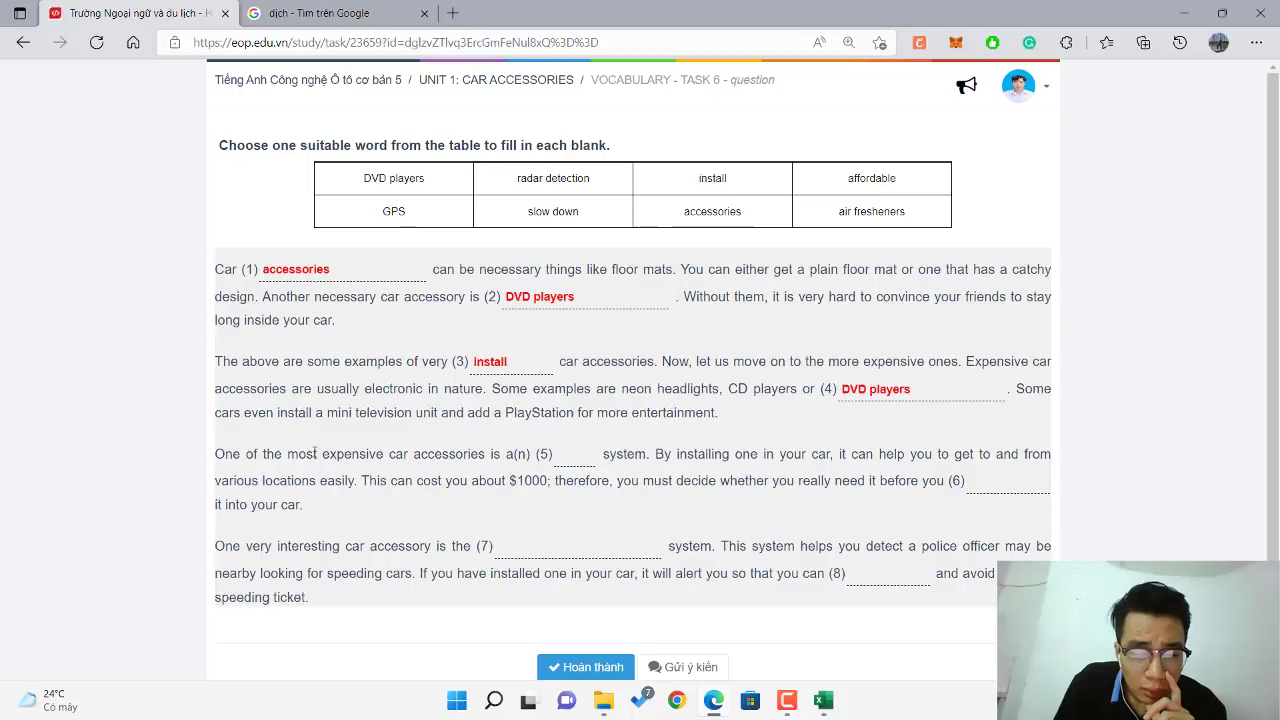 Trường Ngoại ngữ và du lịch - H
dịch - Tìm trên Google
https://eop.edu.vn/study/task/23659?id=dglzvZTlvq3ErcGmFeNul8xQ%3D%3D
Tiếng Anh Công nghệ Ô tô cơ bản 5 / UNIT 1: CAR ACCESSORIES / VOCABULARY - TASK 6 - question
Choose one suitable word from the table to fill in each blank.
DVD players radar detection install affordable
GPS slow down accessories air fresheners
Car (1) accessories can be necessary things like floor mats. You can either get a plain floor mat or one that has a catchy
design. Another necessary car accessory is (2) DVD players . Without them, it is very hard to convince your friends to stay
long inside your car.
The above are some examples of very (3) install car accessories. Now, let us move on to the more expensive ones. Expensive car
accessories are usually electronic in nature. Some examples are neon headlights, CD players or (4) DVD players . Some
cars even install a mini television unit and add a PlayStation for more entertainment.
One of the most expensive car accessories is a(n) (5) system. By installing one in your car, it can help you to get to and from
various locations easily. This can cost you about $1000; therefore, you must decide whether you really need it before you (6)
it into your car.
One very interesting car accessory is the (7) system. This system helps you detect a police officer may be
nearby looking for speeding cars. If you have installed one in your car, it will alert you so that you can (8) and avoid
speeding ticket.
Hoàn thành Gửi ý kiến
24°C
Có mây
7